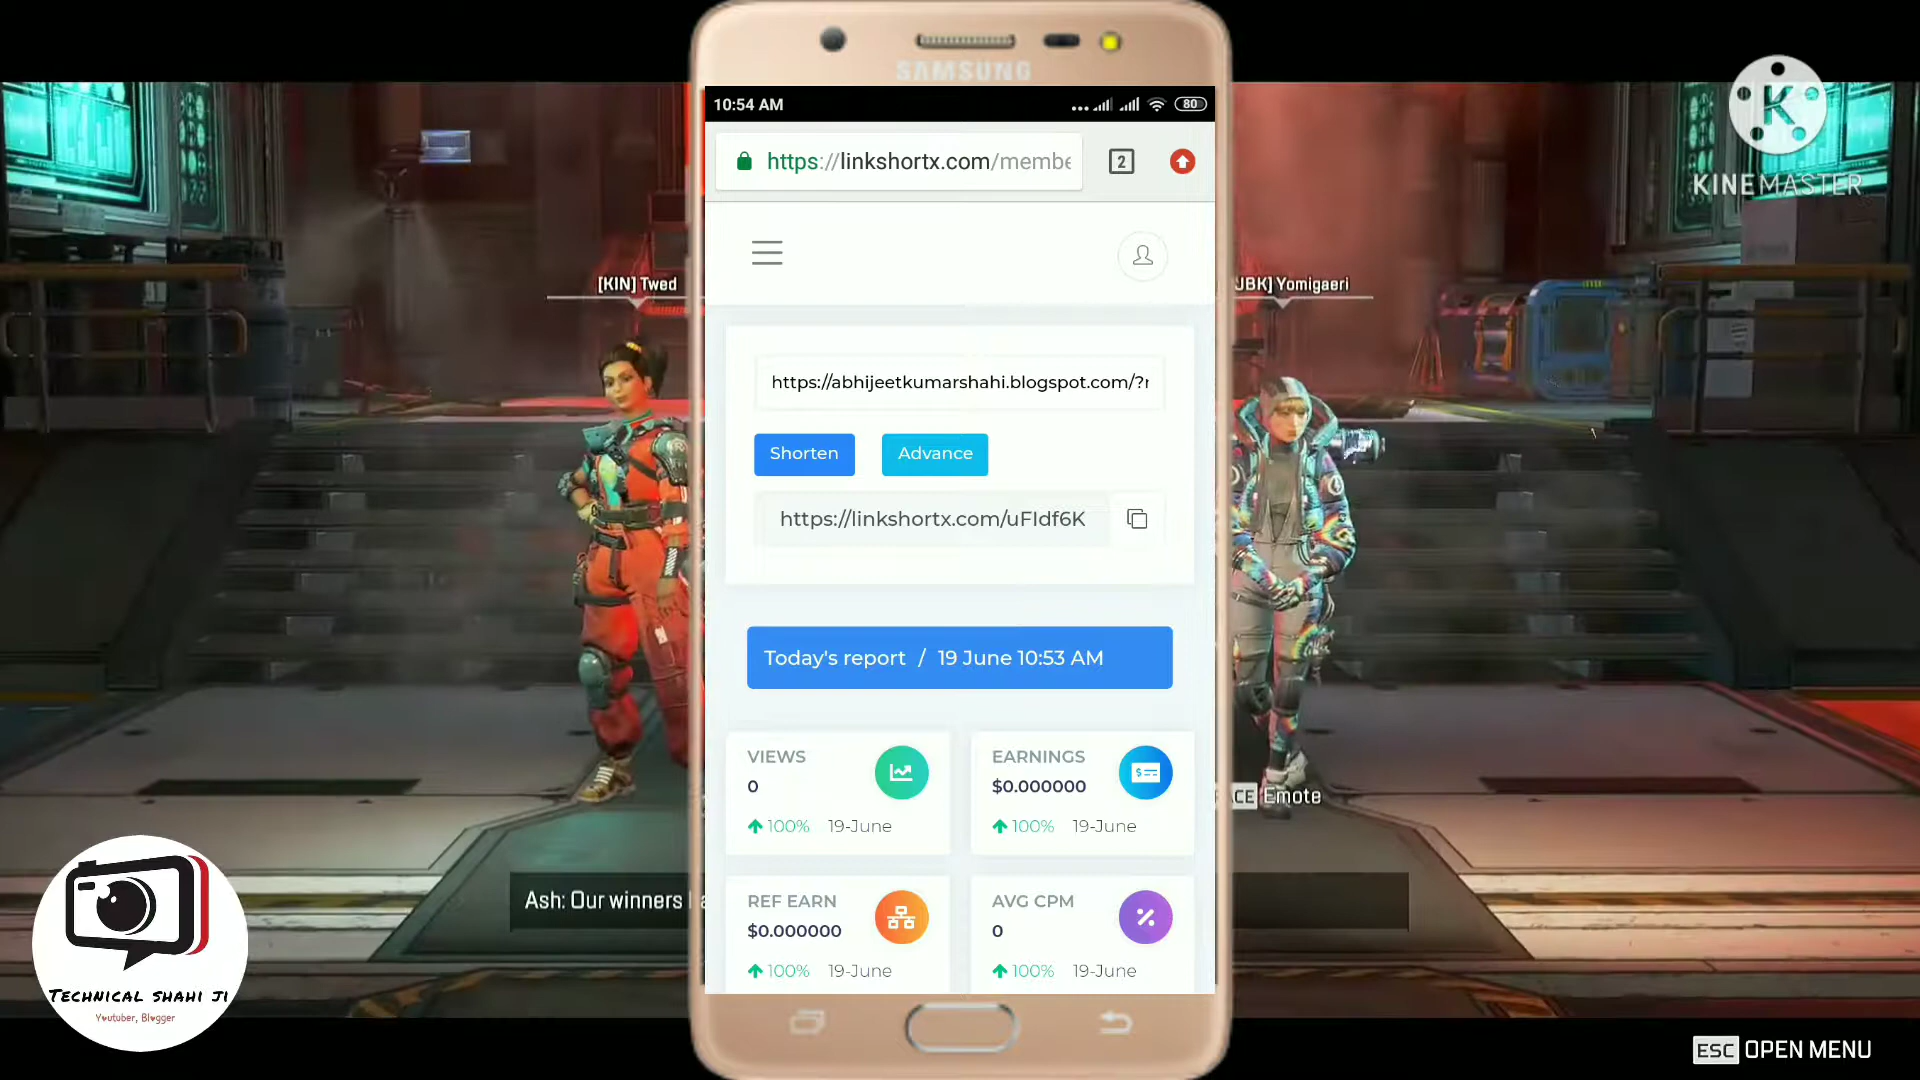 SAMSUNG
10:54 AM
80
https://linkshortx.com/membe
2
KINEMASTER
[KIN] Twed
JBK] Yomigaeri
https://abhijeetkumarshahi.blogspot.com/?r
Shorten
Advance
https://linkshortx.com/uFIdf6K
Today's report / 19 June 10:53 AM
VIEWS
0
100% 19-June
EARNINGS
$0.000000
100% 19-June
CE Emote
REF EARN
$0.000000
100% 19-June
AVG CPM
0
100% 19-June
Ash: Our winners
TECHNICAL SHAHI JI
Youtuber, Blogger
ESC OPEN MENU